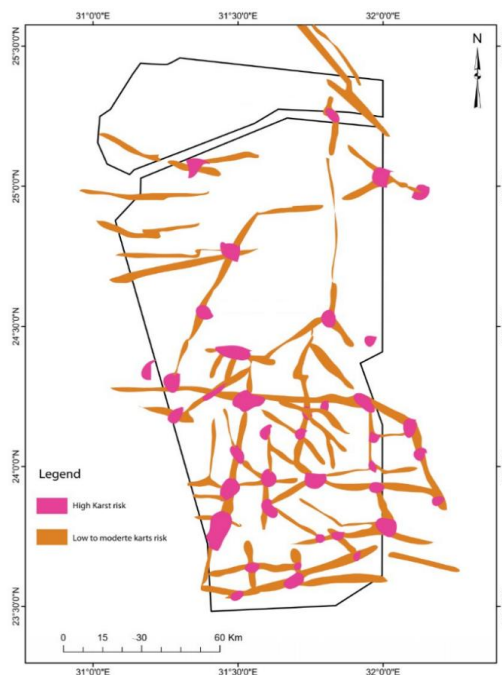 31°0'0"E 31°30'0"E 32°0'0"E
25°30'0"N
N
25°0'0"N
24°30'0"N
24°0'0"N
23°30'0"N
Legend
High Karst risk
Low to moderte karts risk
0 15 30 60 Km
31°0'0"E 31°30'0"E 32°0'0"E